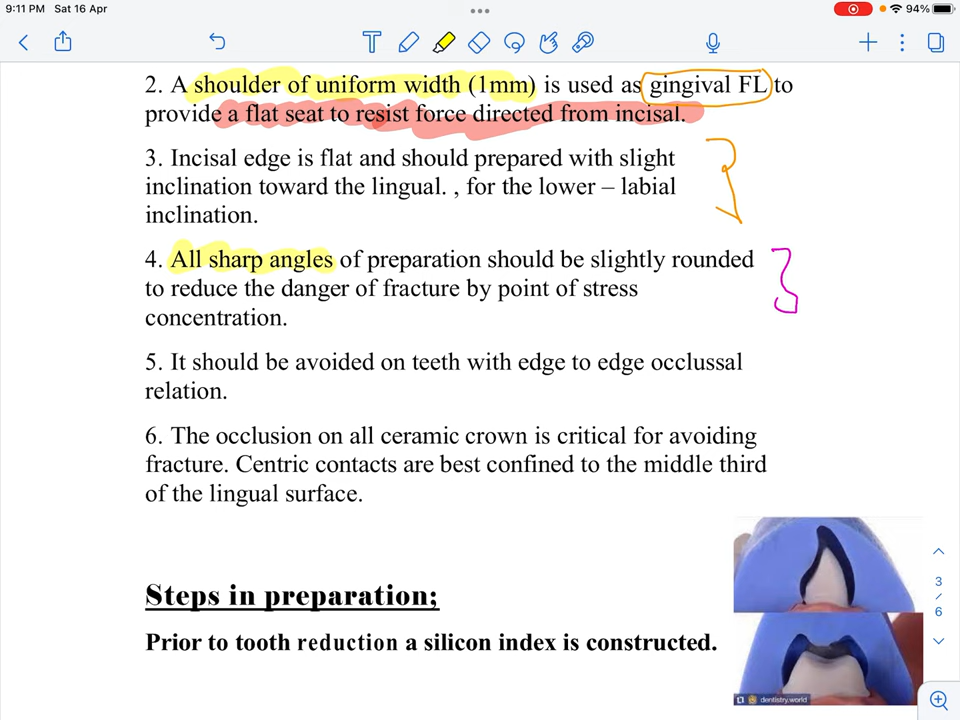 9:11 PM Sat 16 Apr
94%
2. A shoulder of uniform width (1mm) is used as gingival FL to
provide a flat seat to resist force directed from incisal.
3. Incisal edge is flat and should prepared with slight
inclination toward the lingual. , for the lower – labial
inclination.
4. All sharp angles of preparation should be slightly rounded
to reduce the danger of fracture by point of stress
concentration.
5. It should be avoided on teeth with edge to edge occlussal
relation.
6. The occlusion on all ceramic crown is critical for avoiding
fracture. Centric contacts are best confined to the middle third
of the lingual surface.
Steps in preparation;
Prior to tooth reduction a silicon index is constructed.
3
/
6
dentistry.world